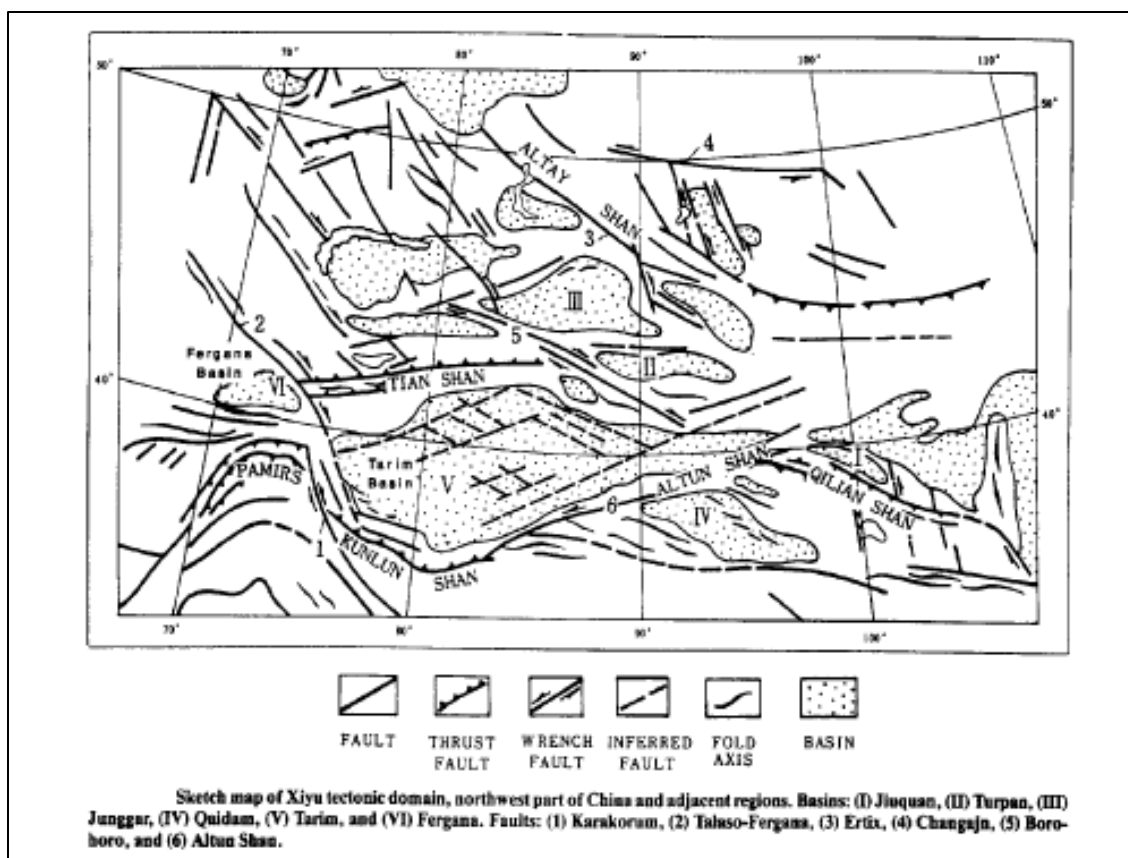 70°
80°
90°
100°
110°
50°
50°
ALTAY
SHAN
4
3
III
2
5
Fergana
Basin
VI
II
TIAN SHAN
40°
40°
Tarim
Basin
V
PAMIRS
I
ALTUN SHAN
QILIAN SHAN
6
IV
1
KUNLUN
SHAN
70°
80°
90°
100°
FAULT
THRUST
FAULT
WRENCH
FAULT
INFERRED
FAULT
FOLD
AXIS
BASIN
Sketch map of Xiyu tectonic domain, northwest part of China and adjacent regions. Basins: (I) Jiuquan, (II) Turpan, (III)
Junggar, (IV) Quidam, (V) Tarim, and (VI) Fergana. Faults: (1) Karakorum, (2) Talaso-Fergana, (3) Ertix, (4) Changajn, (5) Boro-
horo, and (6) Altun Shan.